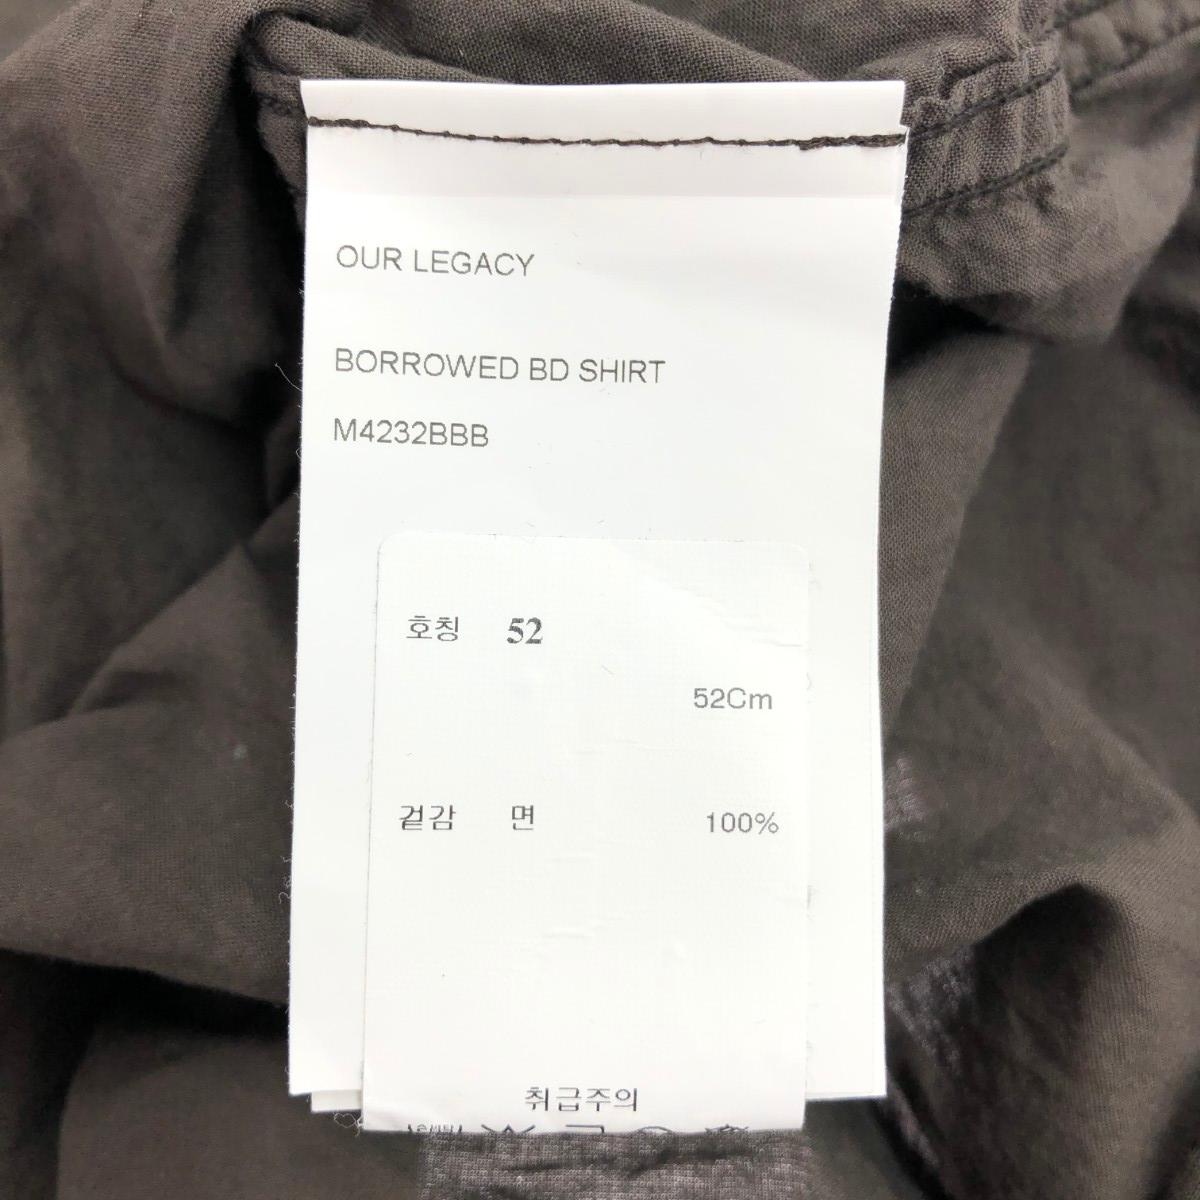 OUR LEGACY
BORROWED BD SHIRT
M4232BBB
호칭 52
52Cm
겉감 면 100%
취급주의